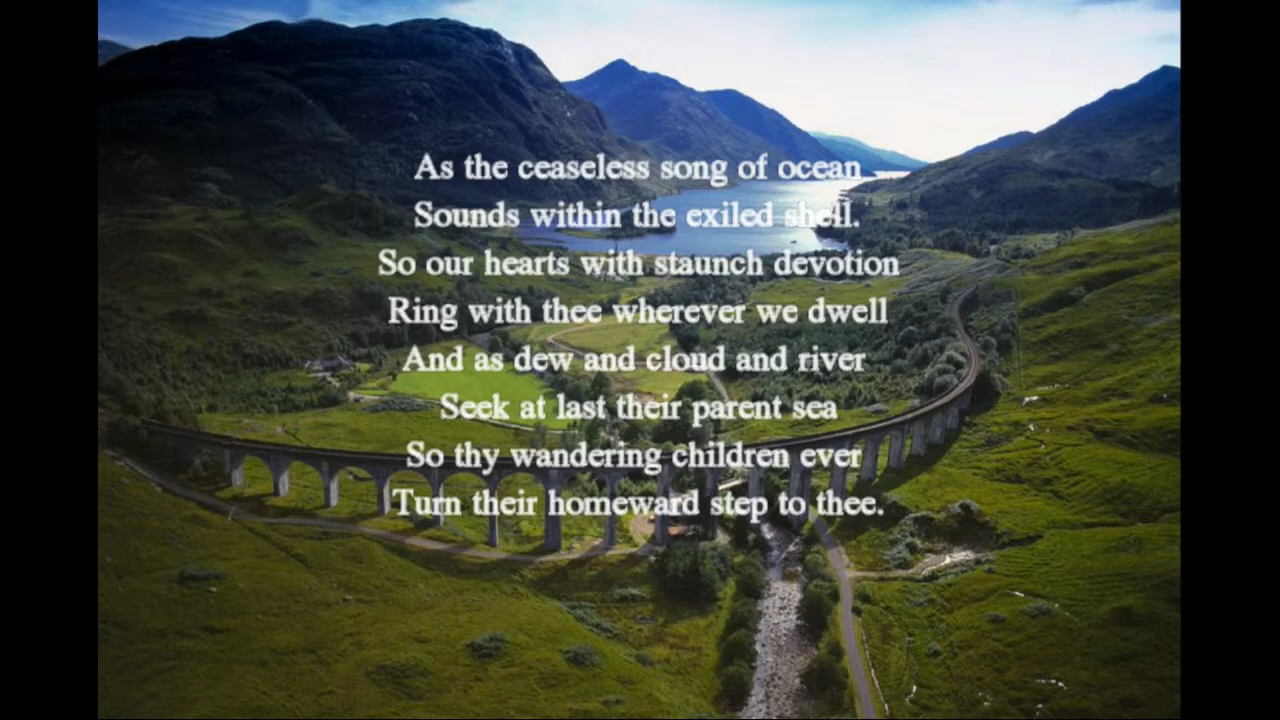 As the ceaseless song of ocean
Sounds within the exiled shell.
So our hearts with staunch devotion
Ring with thee wherever we dwell
And as dew and cloud and river
Seek at last their parent sea
So thy wandering children ever
Turn their homeward step to thee.